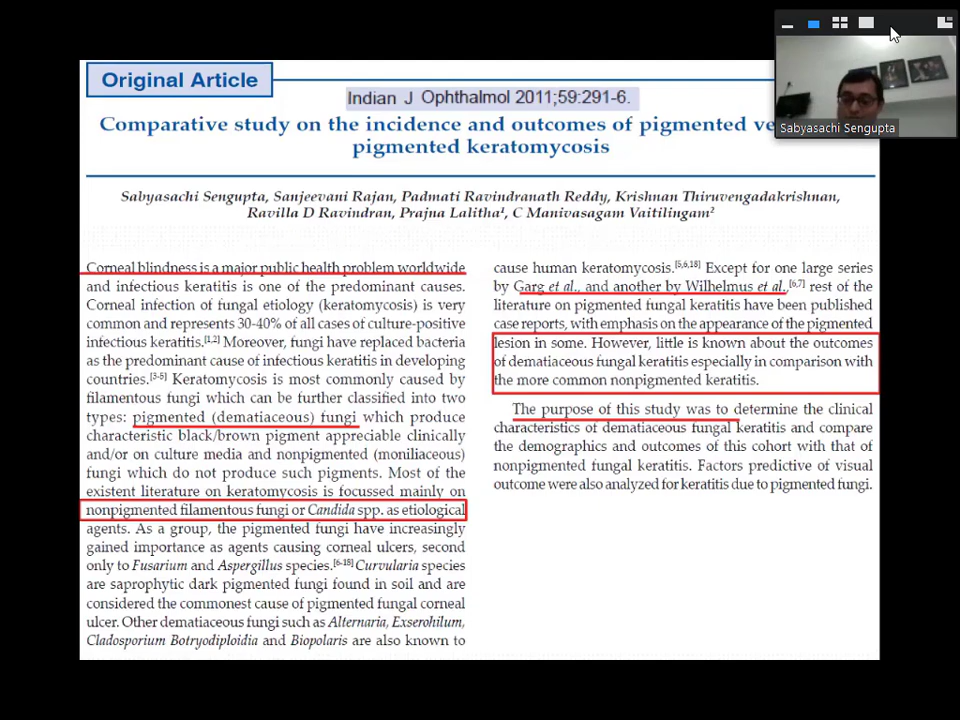 Original Article
Indian J Ophthalmol 2011;59:291-6.
Comparative study on the incidence and outcomes of pigmented ve
pigmented keratomycosis
Sabyasachi Sengupta
Sabyasachi Sengupta, Sanjeevani Rajan, Padmati Ravindranath Reddy, Krishnan Thiruvengadakrishnan,
Ravilla D Ravindran, Prajna Lalitha¹, C Manivasagam Vaitilingam²
Corneal blindness is a major public health problem worldwide
and infectious keratitis is one of the predominant causes.
Corneal infection of fungal etiology (keratomycosis) is very
common and represents 30-40% of all cases of culture-positive
infectious keratitis.[1,2] Moreover, fungi have replaced bacteria
as the predominant cause of infectious keratitis in developing
countries.[3-5] Keratomycosis is most commonly caused by
filamentous fungi which can be further classified into two
types: pigmented (dematiaceous) fungi which produce
characteristic black/brown pigment appreciable clinically
and/or on culture media and nonpigmented (moniliaceous)
fungi which do not produce such pigments. Most of the
existent literature on keratomycosis is focussed mainly on
nonpigmented filamentous fungi or Candida spp. as etiological
agents. As a group, the pigmented fungi have increasingly
gained importance as agents causing corneal ulcers, second
only to Fusarium and Aspergillus species.[6-18] Curvularia species
are saprophytic dark pigmented fungi found in soil and are
considered the commonest cause of pigmented fungal corneal
ulcer. Other dematiaceous fungi such as Alternaria, Exserohilum,
Cladosporium Botryodiploidia and Biopolaris are also known to
cause human keratomycosis.[5,6,18] Except for one large series
by Garg et al., and another by Wilhelmus et al.,[6,7] rest of the
literature on pigmented fungal keratitis have been published
case reports, with emphasis on the appearance of the pigmented
lesion in some. However, little is known about the outcomes
of dematiaceous fungal keratitis especially in comparison with
the more common nonpigmented keratitis.
The purpose of this study was to determine the clinical
characteristics of dematiaceous fungal keratitis and compare
the demographics and outcomes of this cohort with that of
nonpigmented fungal keratitis. Factors predictive of visual
outcome were also analyzed for keratitis due to pigmented fungi.